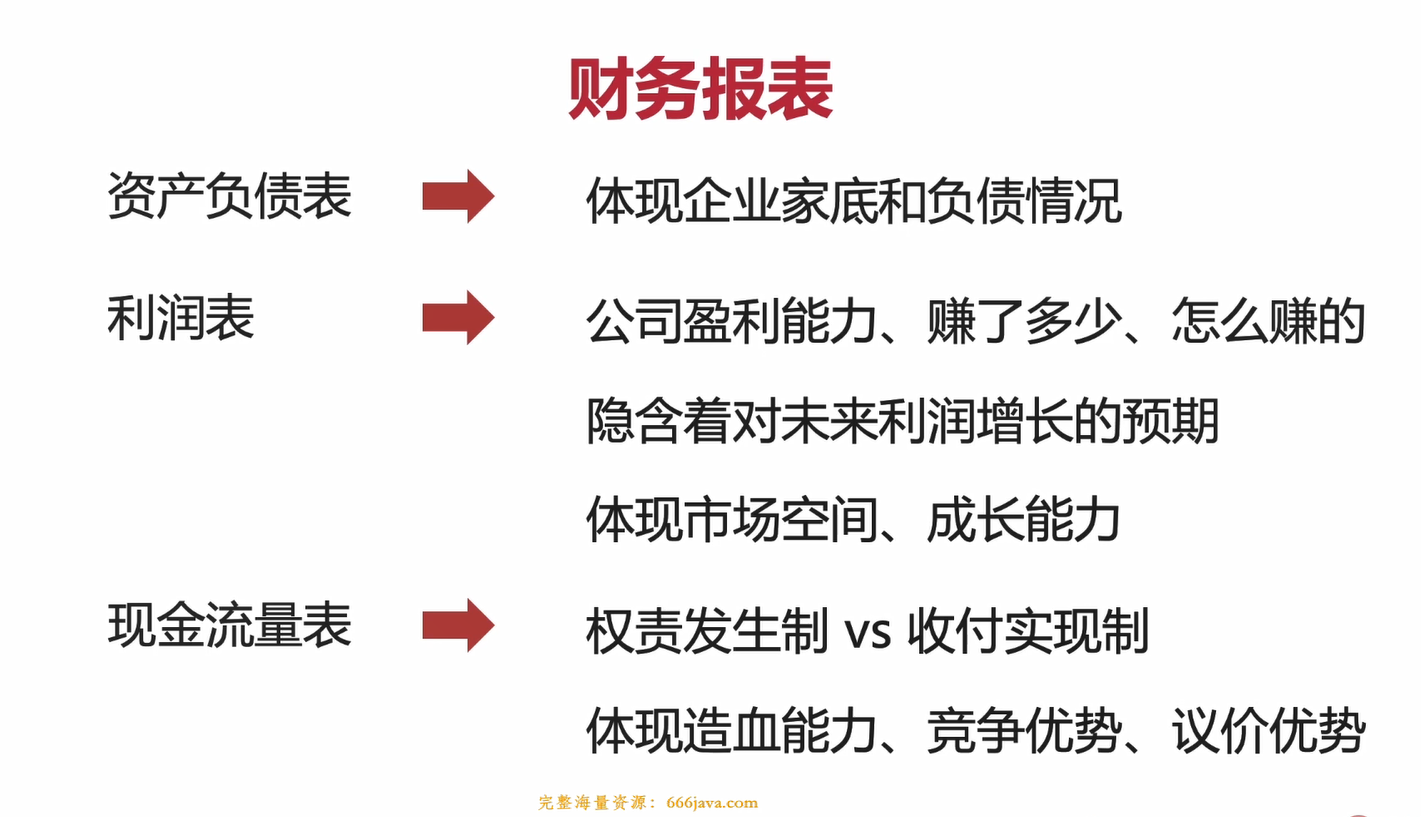 财务报表
资产负债表 体现企业家底和负债情况
利润表 公司盈利能力、赚了多少、怎么赚的
隐含着对未来利润增长的预期
体现市场空间、成长能力
现金流量表 权责发生制 vs 收付实现制
体现造血能力、竞争优势、议价优势
完整海量资源：666java.com